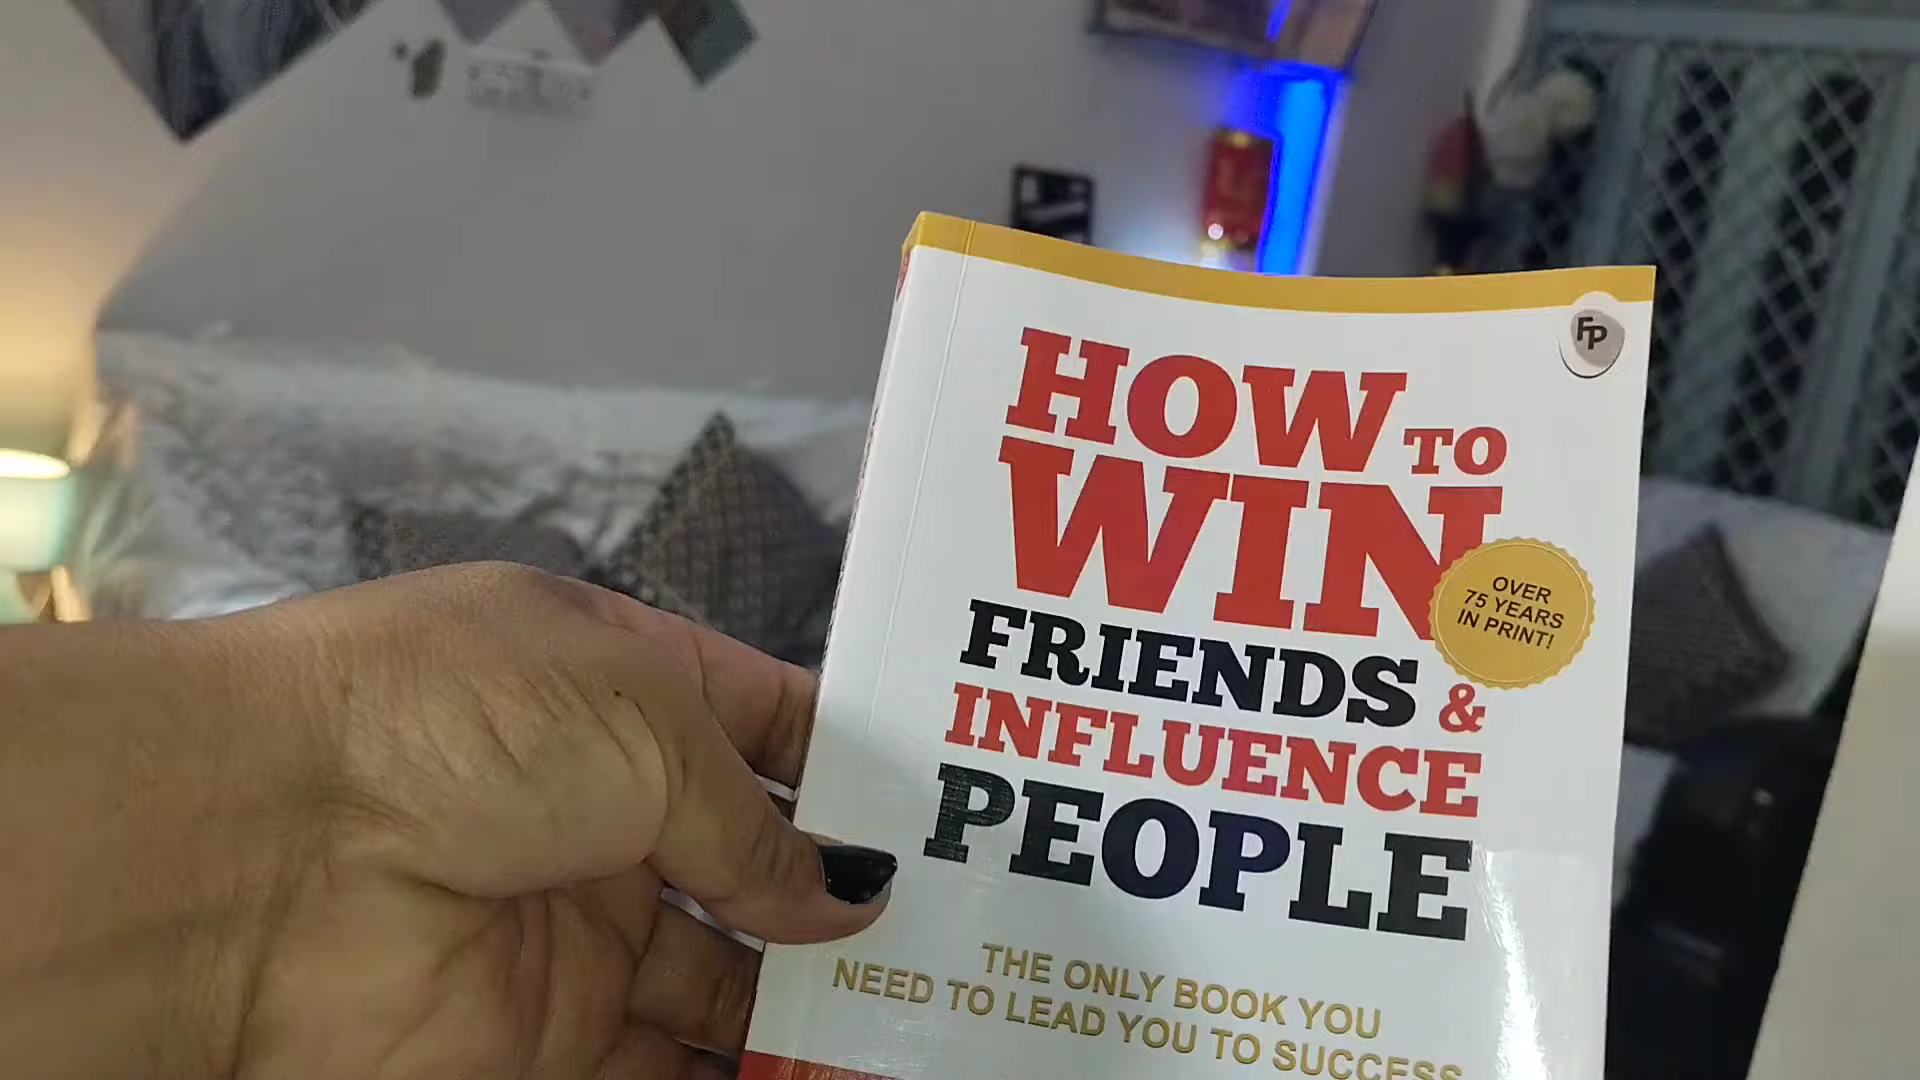 FP
HOW TO
WIN
FRIENDS &
INFLUENCE
PEOPLE
OVER
75 YEARS
IN PRINT!
THE ONLY BOOK YOU
NEED TO LEAD YOU TO SUCCESS